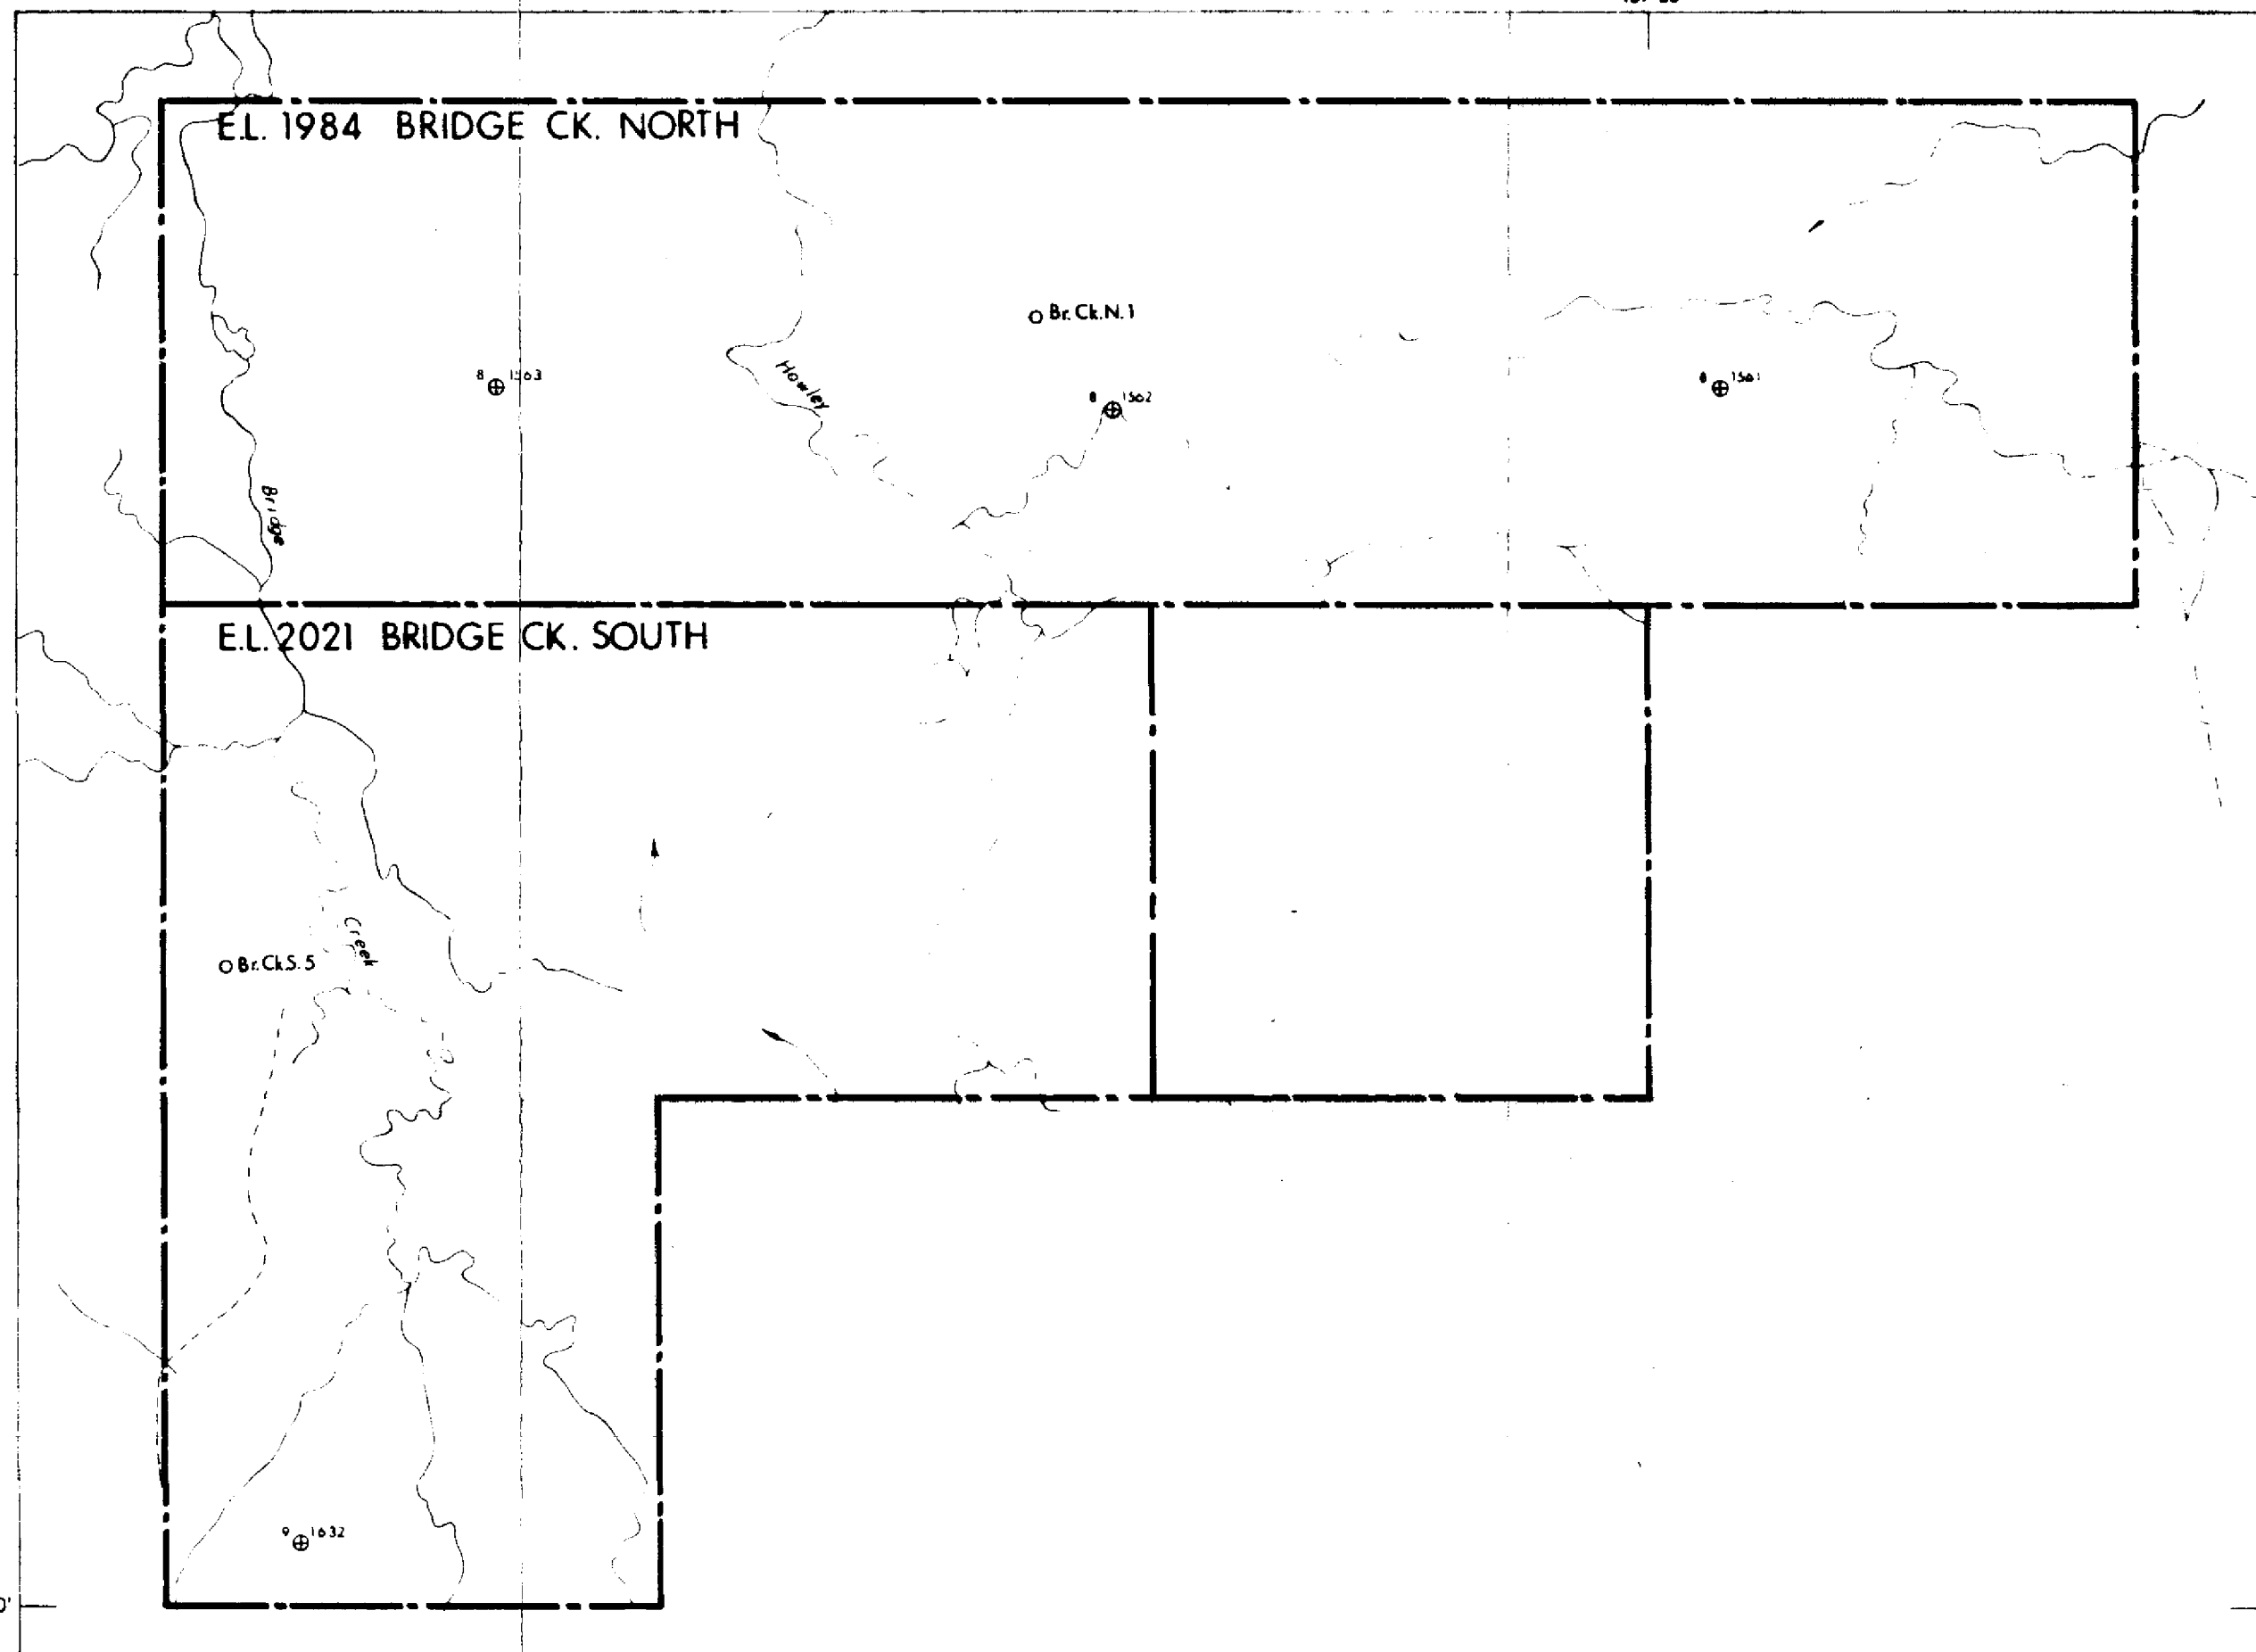 E.L. 1984 BRIDGE CK. NORTH
Br.Ck.N.1
8 1563
Howley
8 1562
8 1561
Bridge
E.L. 2021 BRIDGE CK. SOUTH
Creek
Br.Ck.S.5
9 1632
0'